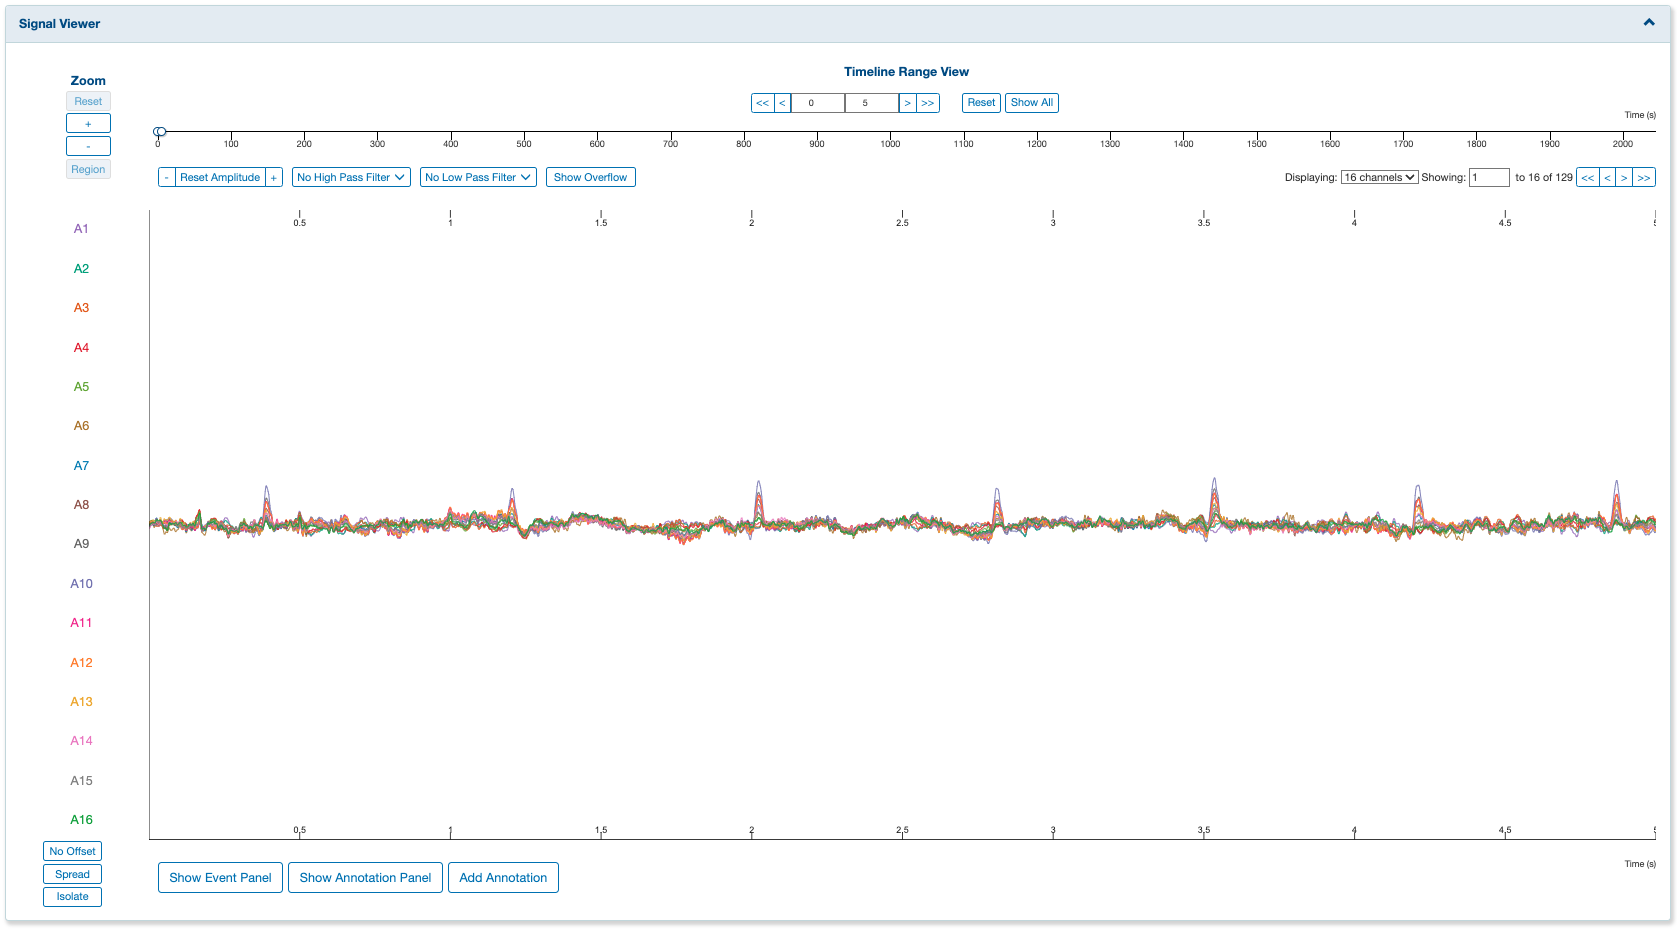 Signal Viewer
Zoom
Timeline Range View
Reset
<< < 0 5 > >> Reset Show All
Time (s)
+
0 100 200 300 400 500 600 700 800 900 1000 1100 1200 1300 1400 1500 1600 1700 1800 1900 2000
-
Region
- Reset Amplitude + No High Pass Filter No Low Pass Filter Show Overflow Displaying: 16 channels Showing: 1 to 16 of 129 << < > >>
0.5 1 1.5 2 2.5 3 3.5 4 4.5 5
A1
A2
A3
A4
A5
A6
A7
A8
A9
A10
A11
A12
A13
A14
A15
A16
0.5 1 1.5 2 2.5 3 3.5 4 4.5 5
No Offset
Time (s)
Spread
Show Event Panel Show Annotation Panel Add Annotation
Isolate